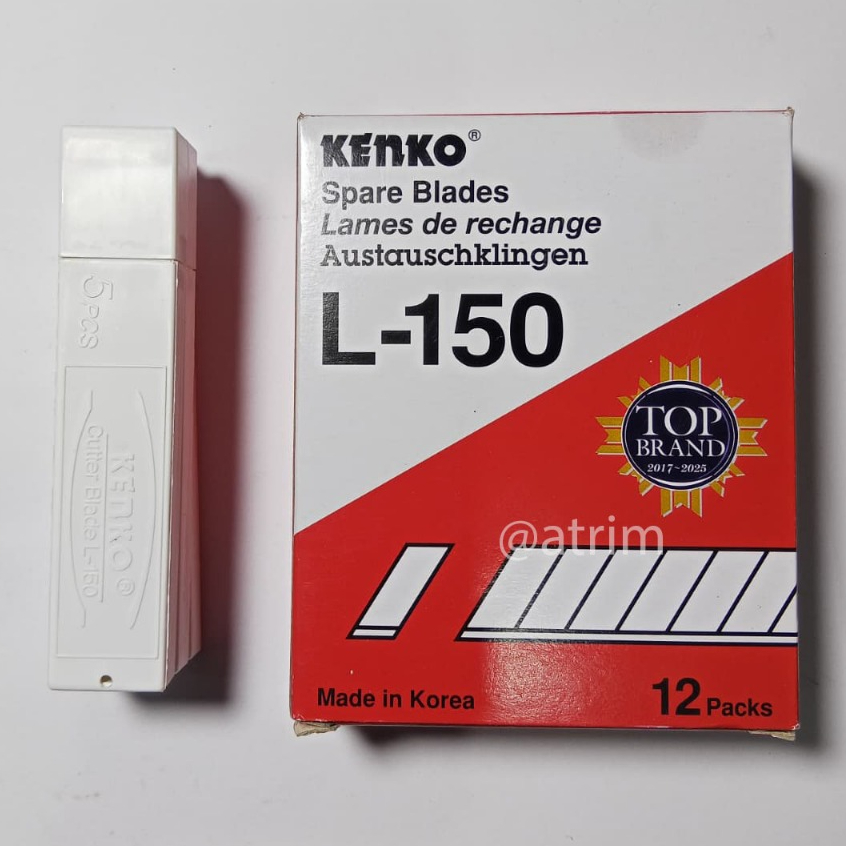 5 PCS
KENKO®
Cutter Blade L-150
KENKO®
Spare Blades
Lames de rechange
Austauschklingen
L-150
TOP
BRAND
2017~2025
@atrim
Made in Korea
12 Packs